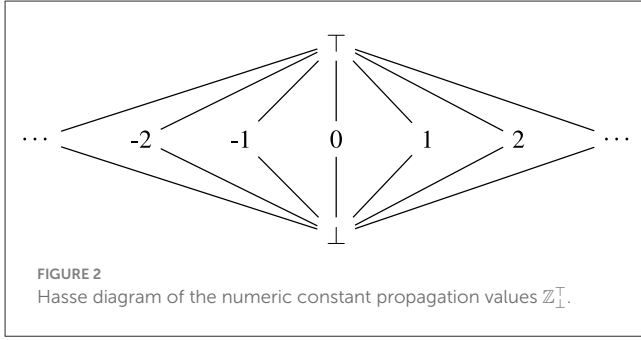 ⊤
⋯ -2 -1 0 1 2 ⋯
⊥
FIGURE 2
Hasse diagram of the numeric constant propagation values ℤ⊤⊥.